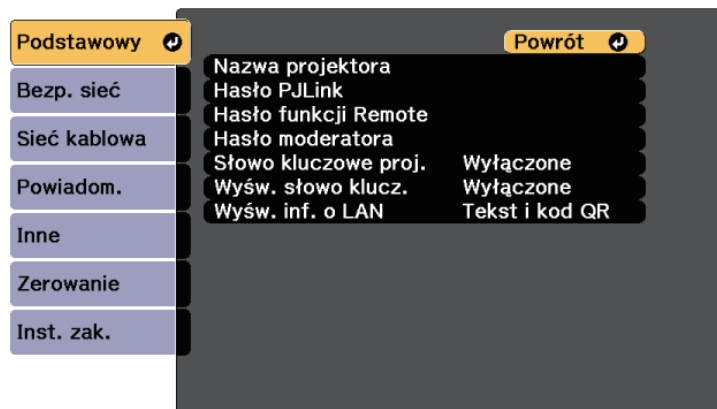 Podstawowy
Bezp. sieć
Sieć kablowa
Powiadom.
Inne
Zerowanie
Inst. zak.
Powrót
Nazwa projektora
Hasło PJLink
Hasło funkcji Remote
Hasło moderatora
Słowo kluczowe proj. Wyłączone
Wyśw. słowo klucz. Wyłączone
Wyśw. inf. o LAN Tekst i kod QR